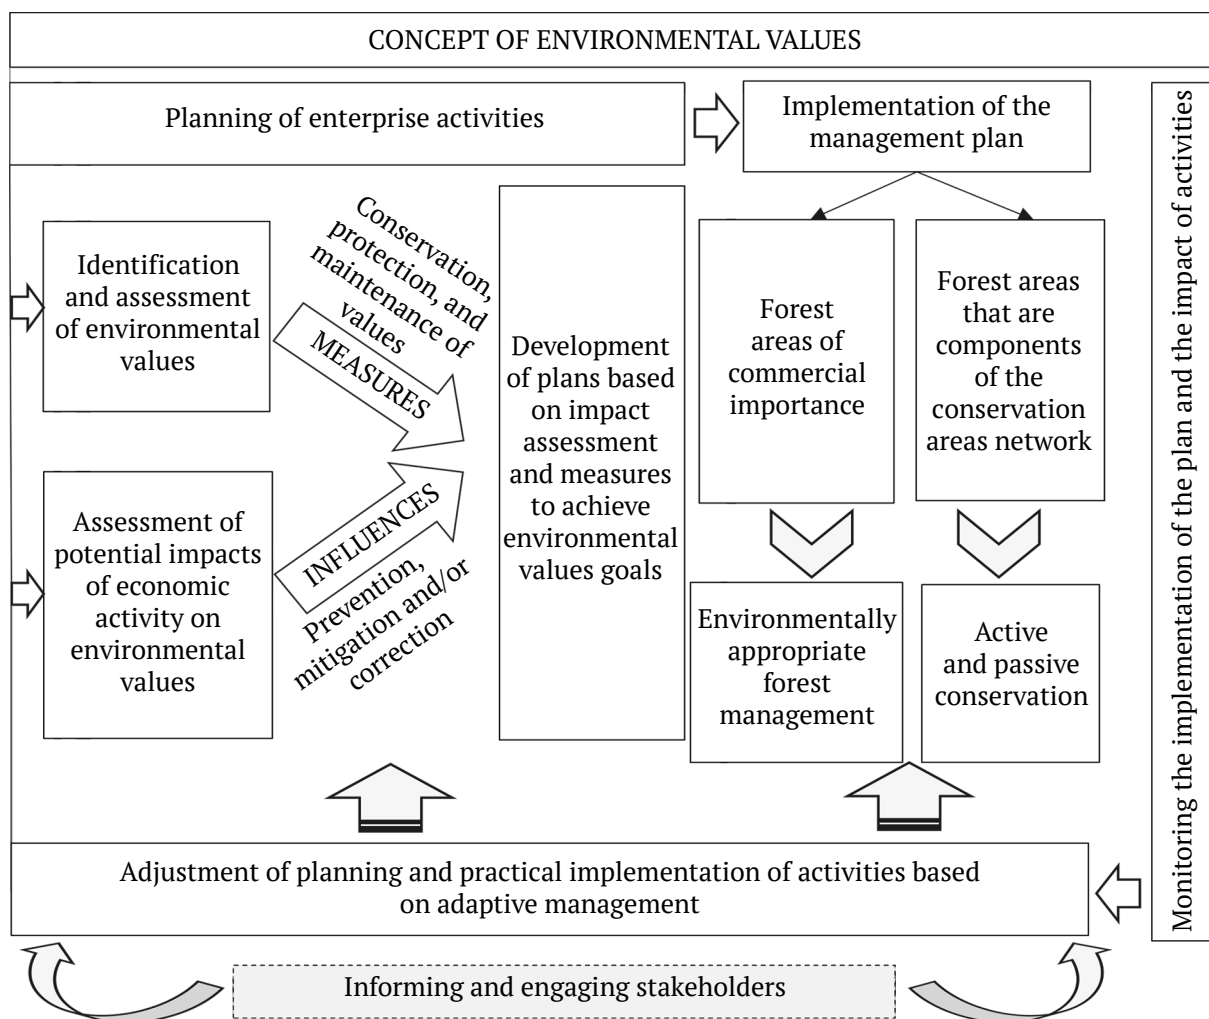 CONCEPT OF ENVIRONMENTAL VALUES
Planning of enterprise activities
Implementation of the
management plan
Identification
and assessment
of environmental
values
Conservation,
protection, and
maintenance of
values
MEASURES
Assessment of
potential impacts
of economic
activity on
environmental
values
INFLUENCES
Prevention,
mitigation and/or
correction
Development
of plans based
on impact
assessment
and measures
to achieve
environmental
values goals
Forest
areas of
commercial
importance
Forest areas
that are
components
of the
conservation
areas network
Environmentally
appropriate
forest
management
Active
and passive
conservation
Monitoring the implementation of the plan and the impact of activities
Adjustment of planning and practical implementation of activities based
on adaptive management
Informing and engaging stakeholders